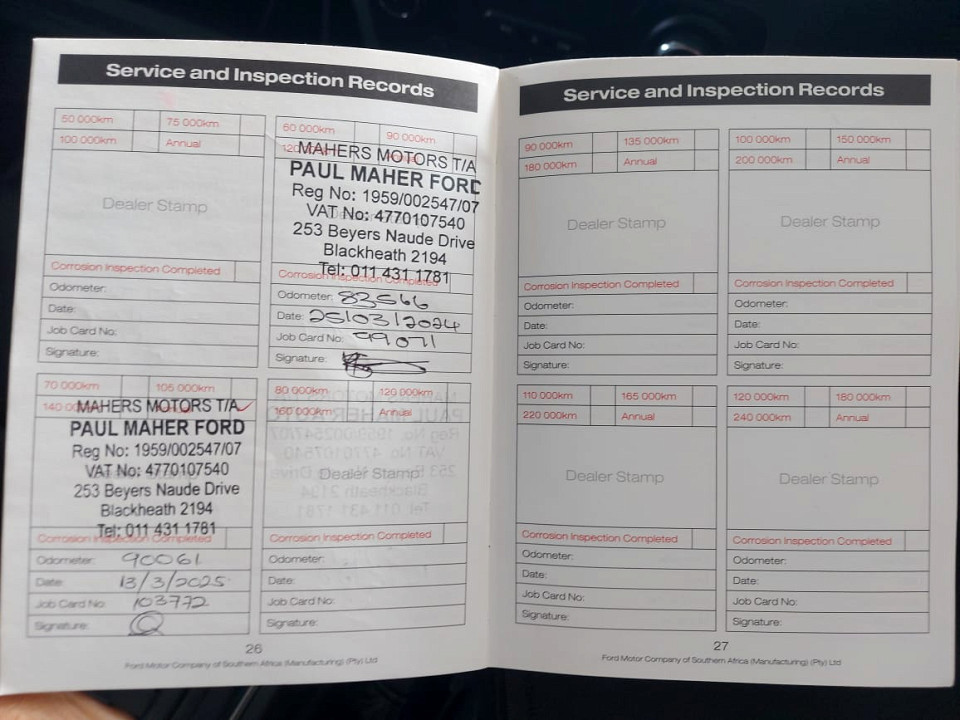 Service and Inspection Records
50 000km 75 000km
100 000km Annual
Dealer Stamp
Corrosion Inspection Completed
Odometer:
Date:
Job Card No:
Signature:
60 000km 90 000km
MAHERS MOTORS T/A
PAUL MAHER FORD
Reg No: 1959/002547/07
VAT No: 4770107540
253 Beyers Naude Drive
Blackheath 2194
Tel: 011 431 1781
Corrosion Inspection Completed
Odometer: 83566
Date: 25/03/2024
Job Card No: 99071
Signature:
70 000km 105 000km
MAHERS MOTORS T/A
PAUL MAHER FORD
Reg No: 1959/002547/07
VAT No: 4770107540
253 Beyers Naude Drive
Blackheath 2194
Tel: 011 431 1781
Corrosion Inspection Completed
Odometer: 90061
Date: 13/3/2025
Job Card No: 103772
Signature:
80 000km 120 000km
160 000km Annual
Dealer Stamp
Corrosion Inspection Completed
Odometer:
Date:
Job Card No:
Signature:
26
Ford Motor Company of Southern Africa (Manufacturing) (Pty) Ltd
Service and Inspection Records
90 000km 135 000km
180 000km Annual
Dealer Stamp
Corrosion Inspection Completed
Odometer:
Date:
Job Card No:
Signature:
100 000km 150 000km
200 000km Annual
Dealer Stamp
Corrosion Inspection Completed
Odometer:
Date:
Job Card No:
Signature:
110 000km 165 000km
220 000km Annual
Dealer Stamp
Corrosion Inspection Completed
Odometer:
Date:
Job Card No:
Signature:
120 000km 180 000km
240 000km Annual
Dealer Stamp
Corrosion Inspection Completed
Odometer:
Date:
Job Card No:
Signature:
27
Ford Motor Company of Southern Africa (Manufacturing) (Pty) Ltd